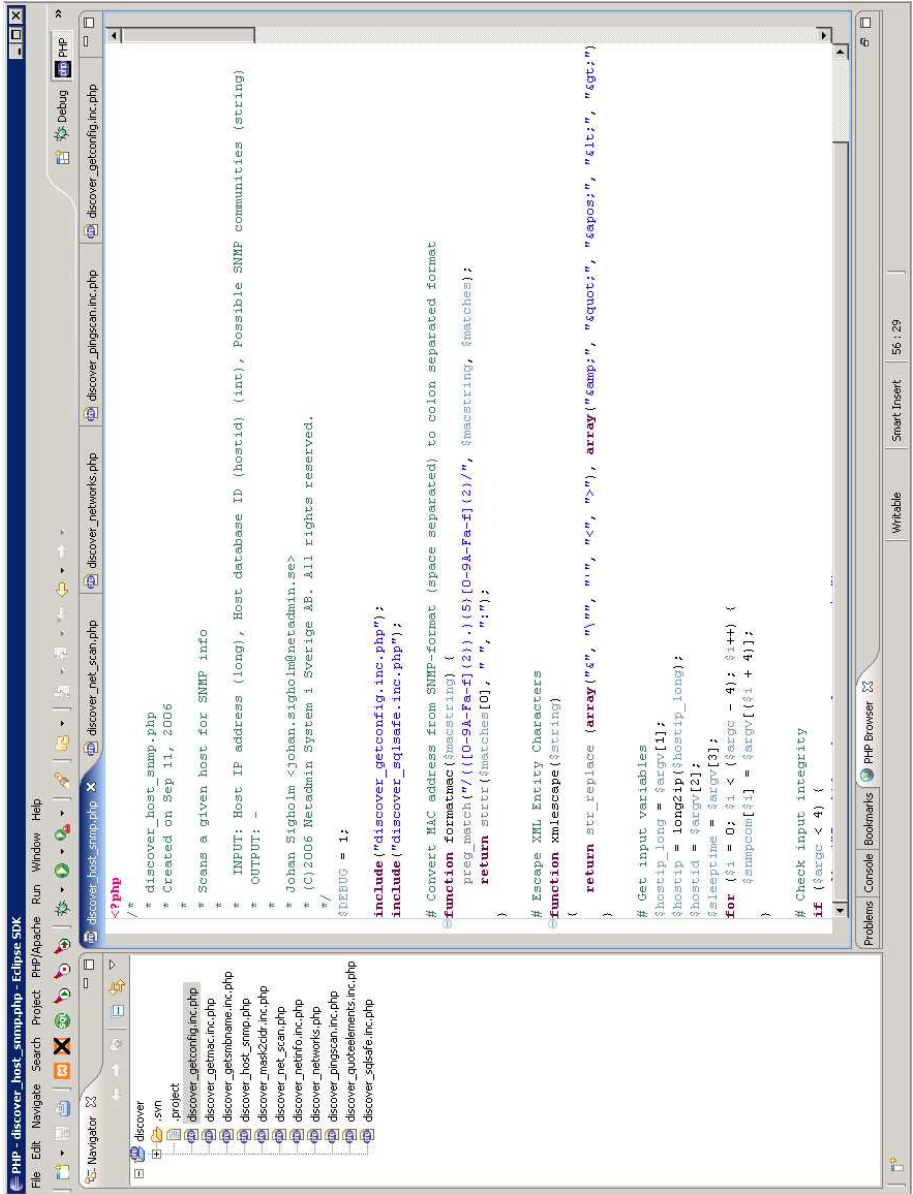 PHP - discover_host_snmp.php - Eclipse SDK
File Edit Navigate Search Project PHP/Apache Run Window Help
Debug PHP
Navigator
discover
.svn
.project
discover_getconfig.inc.php
discover_getmac.inc.php
discover_getsmbname.inc.php
discover_host_snmp.php
discover_mask2cidr.inc.php
discover_net_scan.php
discover_netinfo.inc.php
discover_networks.php
discover_pingscan.inc.php
discover_quoteelements.inc.php
discover_sqlsafe.inc.php
discover_host_snmp.php discover_net_scan.php discover_networks.php discover_pingscan.inc.php discover_getconfig.inc.php
<?php
/*
* discover_host_snmp.php
* Created on Sep 11, 2006
*
* Scans a given host for SNMP info
*
* INPUT: Host IP address (long), Host database ID (hostid) (int), Possible SNMP communities (string)
* OUTPUT: -
*
* Johan Sigholm <johan.sigholm@netadmin.se>
* (C)2006 Netadmin System i Sverige AB. All rights reserved.
*/
$DEBUG = 1;
include("discover_getconfig.inc.php");
include("discover_sqlsafe.inc.php");
# Convert MAC address from SNMP-format (space separated) to colon separated format
function formatmac($macstring) {
preg_match("/(([0-9A-Fa-f]{2}).){5}[0-9A-Fa-f]{2}/", $macstring, $matches);
return strtr($matches[0], " ", ":");
}
# Escape XML Entity Characters
function xmlescape($string)
{
return str_replace (array("&", "\"", "'", "<", ">"), array("&amp;", "&quot;", "&apos;", "&lt;", "&gt;")
}
# Get input variables
$hostip_long = $argv[1];
$hostip = long2ip($hostip_long);
$hostid = $argv[2];
$sleeptime = $argv[3];
for ($i = 0; $i < ($argc - 4); $i++) {
$snmpcom[$i] = $argv[($i + 4)];
}
# Check input integrity
if ($argc < 4) {
Problems Console Bookmarks PHP Browser
Writable Smart Insert 56 : 29